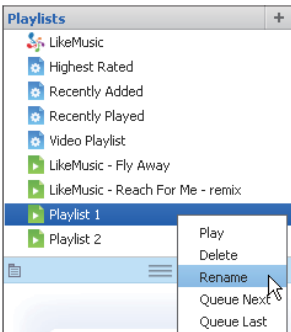 Playlists +
LikeMusic
Highest Rated
Recently Added
Recently Played
Video Playlist
LikeMusic - Fly Away
LikeMusic - Reach For Me - remix
Playlist 1
Playlist 2
Play
Delete
Rename
Queue Next
Queue Last